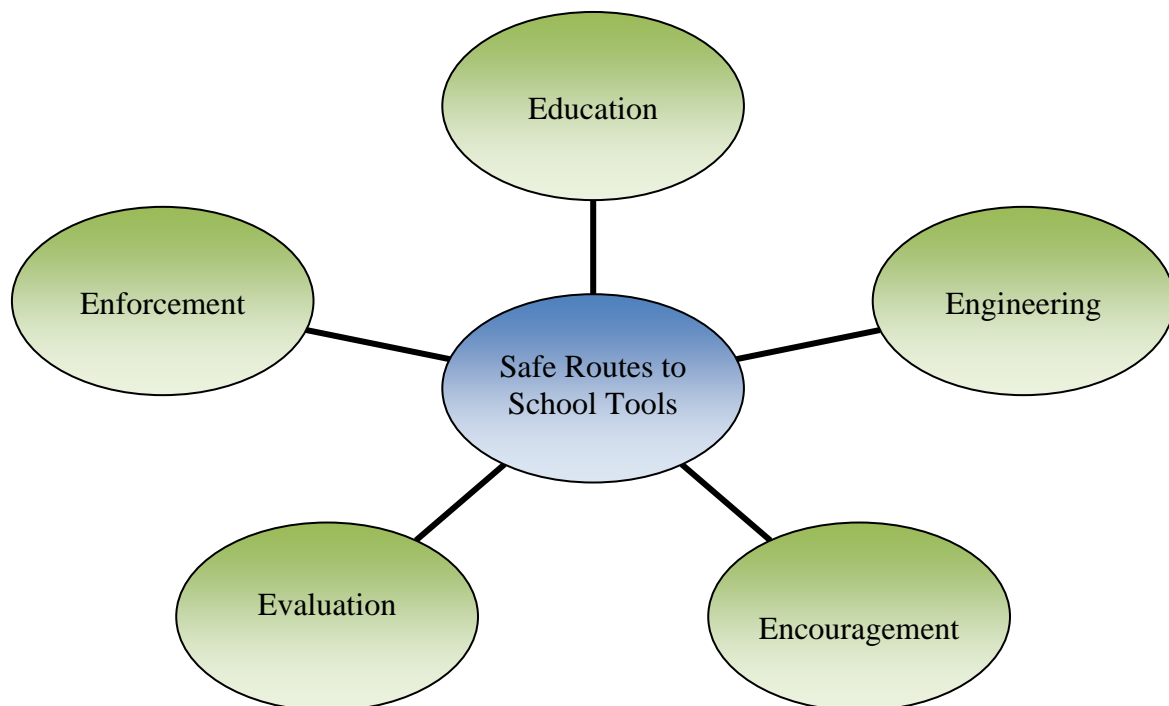 Education
Enforcement
Engineering
Safe Routes to
School Tools
Evaluation
Encouragement